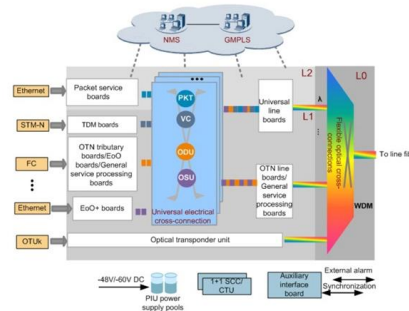 NMS
GMPLS
L2
L0
Ethernet
Packet service
boards
PKT
Universal
line
boards
λ
L1
STM-N
TDM boards
VC
FC
OTN tributary
boards/EoO
boards/General
service processing
boards
ODU
OSU
Flexible optical cross-
connections
To line fi
OTN line
boards/
General
service
processing
boards
Ethernet
EoO+ boards
Universal electrical
cross-connection
WDM
OTUk
Optical transponder unit
-48V/-60V DC
PIU power
supply pools
1+1 SCC/
CTU
Auxiliary
interface
board
External alarm
Synchronization